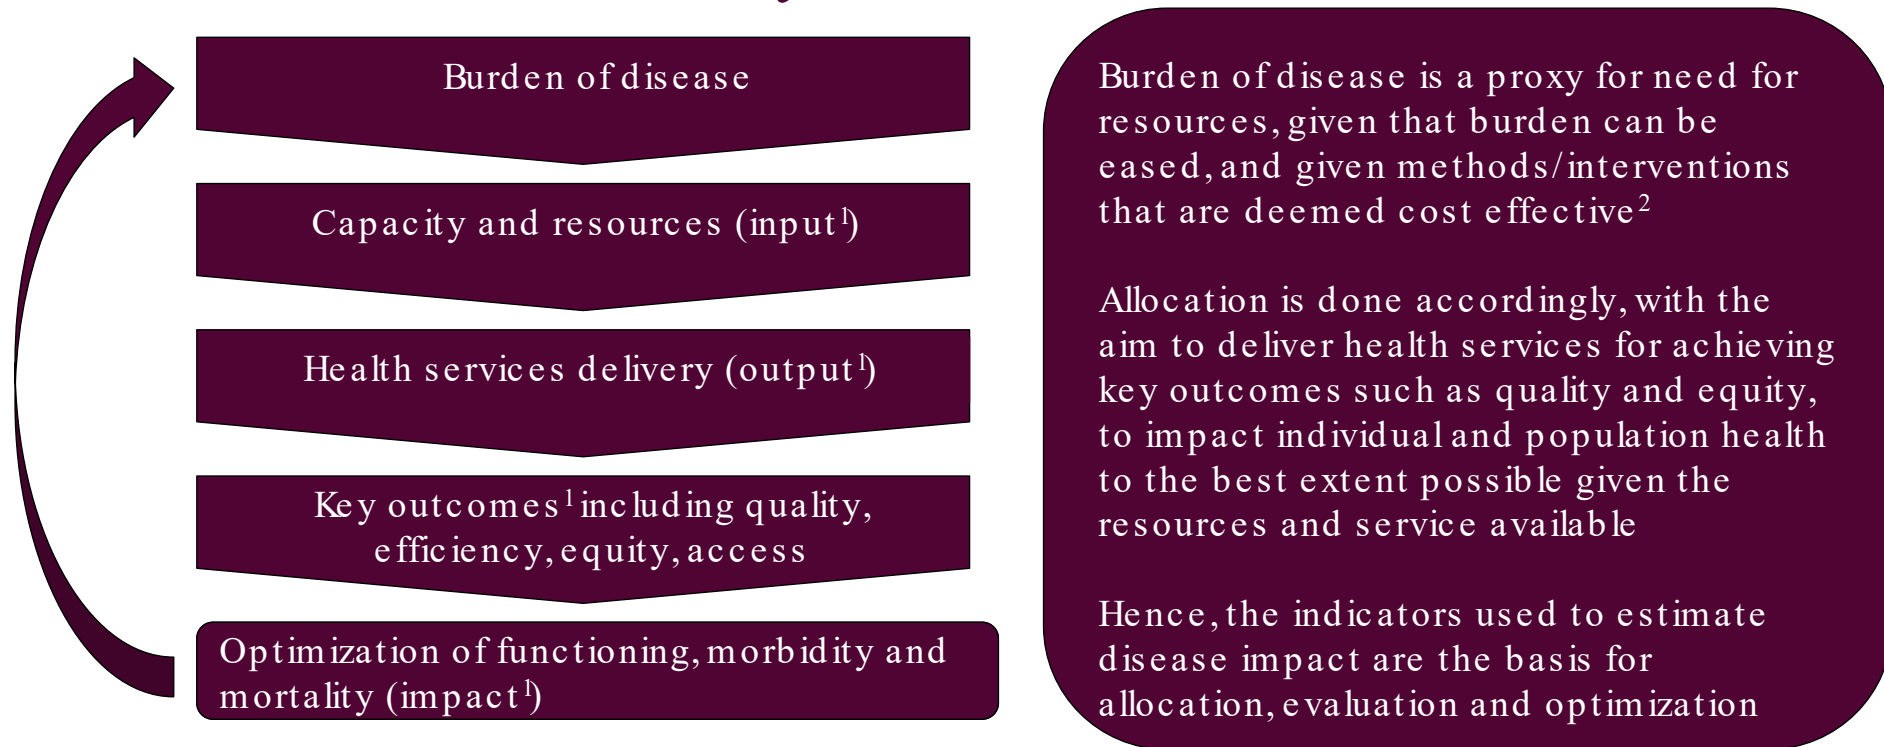 Burden of disease
Capacity and resources (input¹)
Health services delivery (output¹)
Key outcomes¹ including quality,
efficiency, equity, access
Optimization of functioning, morbidity and
mortality (impact¹)
Burden of disease is a proxy for need for
resources, given that burden can be
eased, and given methods/interventions
that are deemed cost effective²
Allocation is done accordingly, with the
aim to deliver health services for achieving
key outcomes such as quality and equity,
to impact individual and population health
to the best extent possible given the
resources and service available
Hence, the indicators used to estimate
disease impact are the basis for
allocation, evaluation and optimization